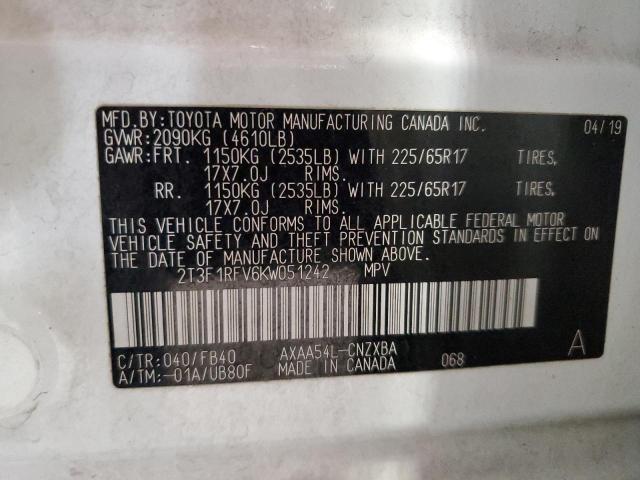 MFD.BY:TOYOTA MOTOR MANUFACTURING CANADA INC. 04/19
GVWR:2090KG (4610LB)
GAWR:FRT. 1150KG (2535LB) WITH 225/65R17 TIRES,
17X7.0J RIMS.
RR. 1150KG (2535LB) WITH 225/65R17 TIRES,
17X7.0J RIMS.
THIS VEHICLE CONFORMS TO ALL APPLICABLE FEDERAL MOTOR
VEHICLE SAFETY AND THEFT PREVENTION STANDARDS IN EFFECT ON
THE DATE OF MANUFACTURE SHOWN ABOVE.
2T3F1RFV6KW051242 MPV
C/TR:040/FB40 AXAA54L-CNZXBA 068 A
A/TM:-01A/UB80F MADE IN CANADA